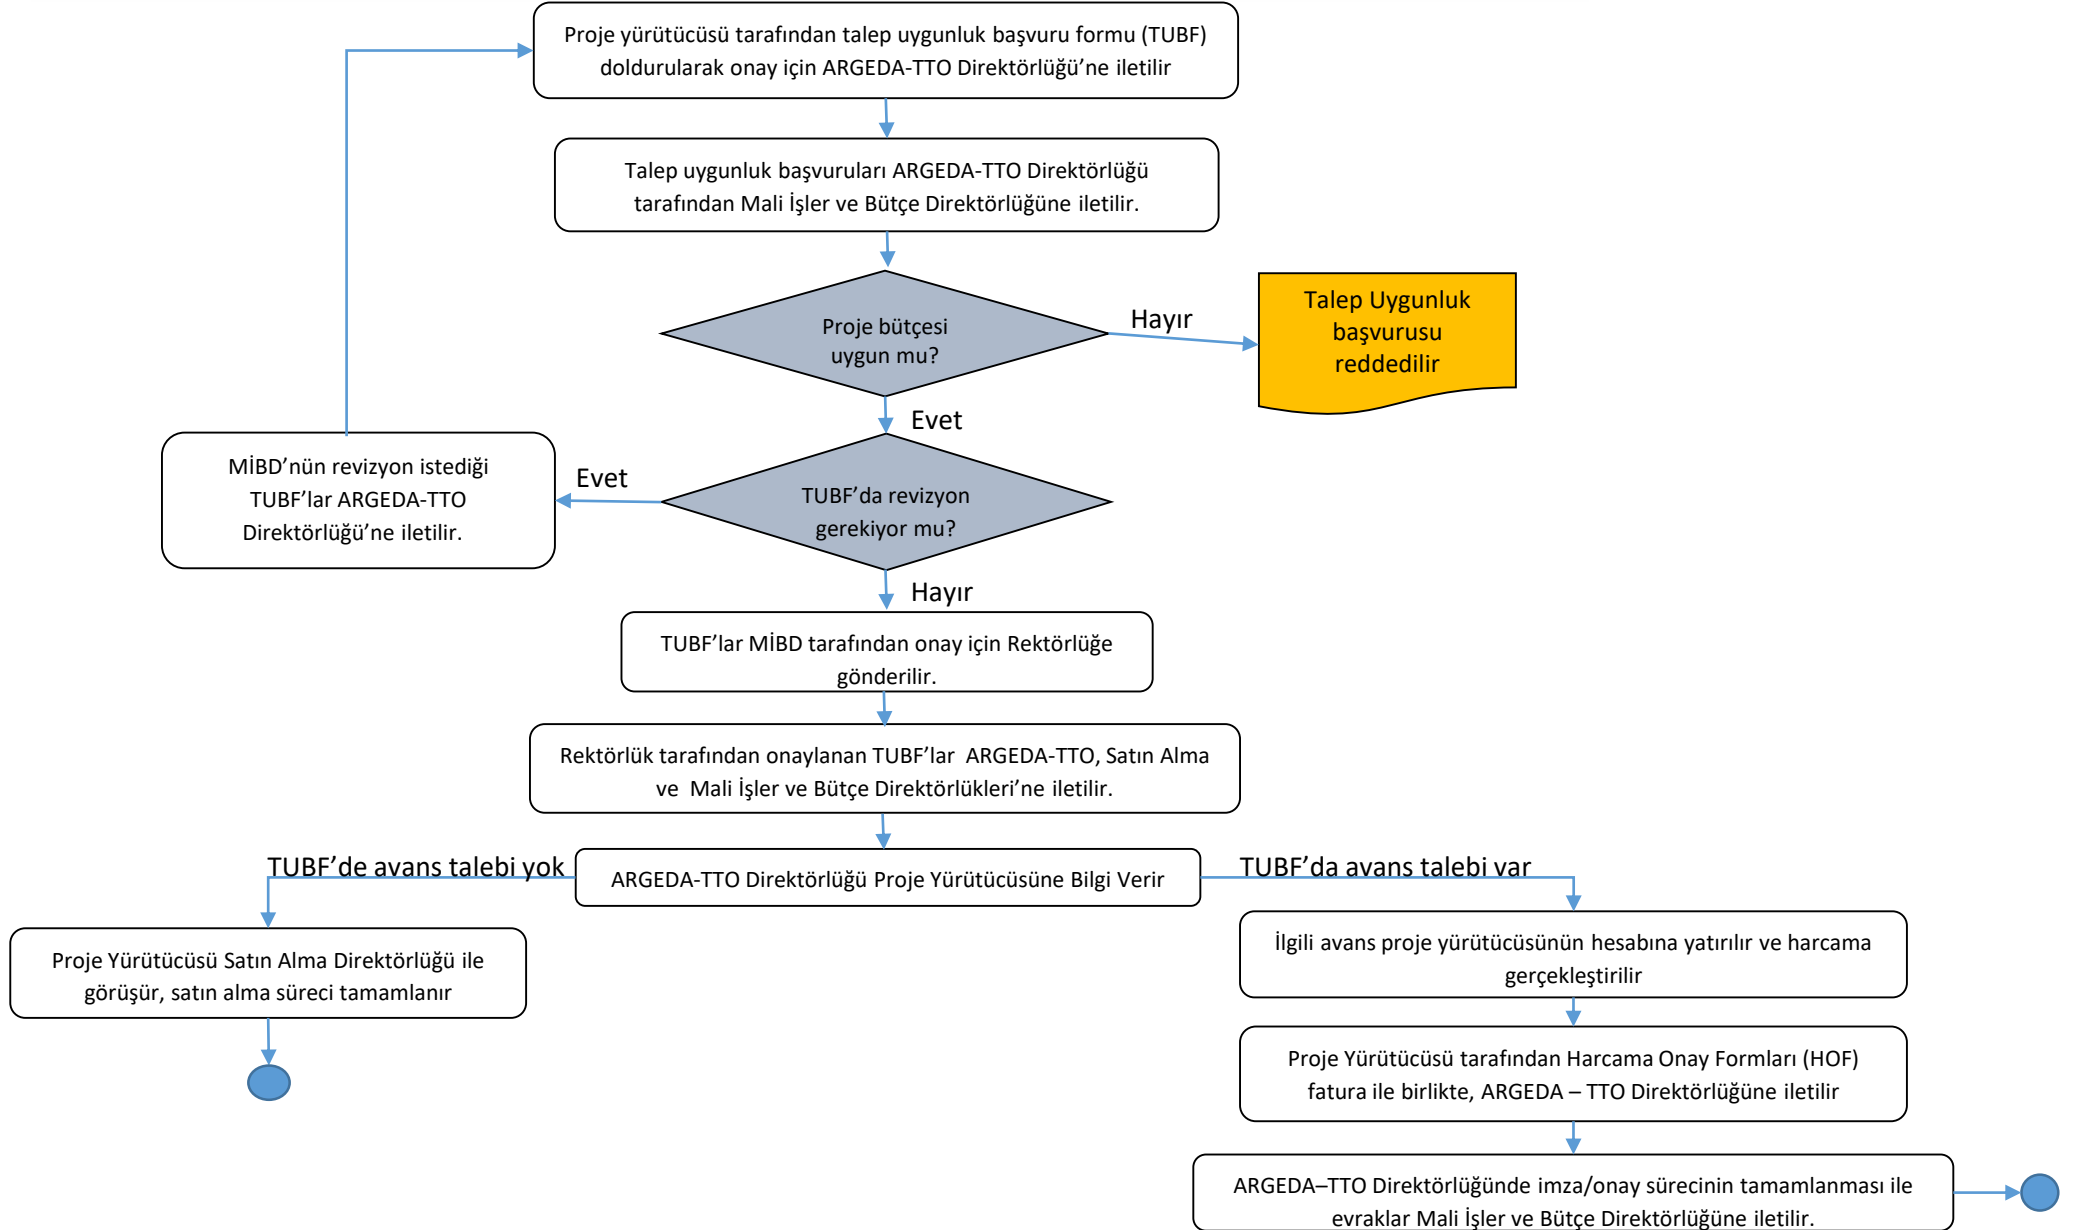 Proje yürütücüsü tarafından talep uygunluk başvuru formu (TUBF)
doldurularak onay için ARGEDA-TTO Direktörlüğü’ne iletilir
Talep uygunluk başvuruları ARGEDA-TTO Direktörlüğü
tarafından Mali İşler ve Bütçe Direktörlüğüne iletilir.
Proje bütçesi
uygun mu?
Hayır
Talep Uygunluk
başvurusu
reddedilir
Evet
MİBD’nün revizyon istediği
TUBF’lar ARGEDA-TTO
Direktörlüğü’ne iletilir.
Evet
TUBF’da revizyon
gerekiyor mu?
Hayır
TUBF’lar MİBD tarafından onay için Rektörlüğe
gönderilir.
Rektörlük tarafından onaylanan TUBF’lar  ARGEDA-TTO, Satın Alma
ve  Mali İşler ve Bütçe Direktörlükleri’ne iletilir.
TUBF’de avans talebi yok
ARGEDA-TTO Direktörlüğü Proje Yürütücüsüne Bilgi Verir
TUBF’da avans talebi var
Proje Yürütücüsü Satın Alma Direktörlüğü ile
görüşür, satın alma süreci tamamlanır
İlgili avans proje yürütücüsünün hesabına yatırılır ve harcama
gerçekleştirilir
Proje Yürütücüsü tarafından Harcama Onay Formları (HOF)
fatura ile birlikte, ARGEDA – TTO Direktörlüğüne iletilir
ARGEDA–TTO Direktörlüğünde imza/onay sürecinin tamamlanması ile
evraklar Mali İşler ve Bütçe Direktörlüğüne iletilir.